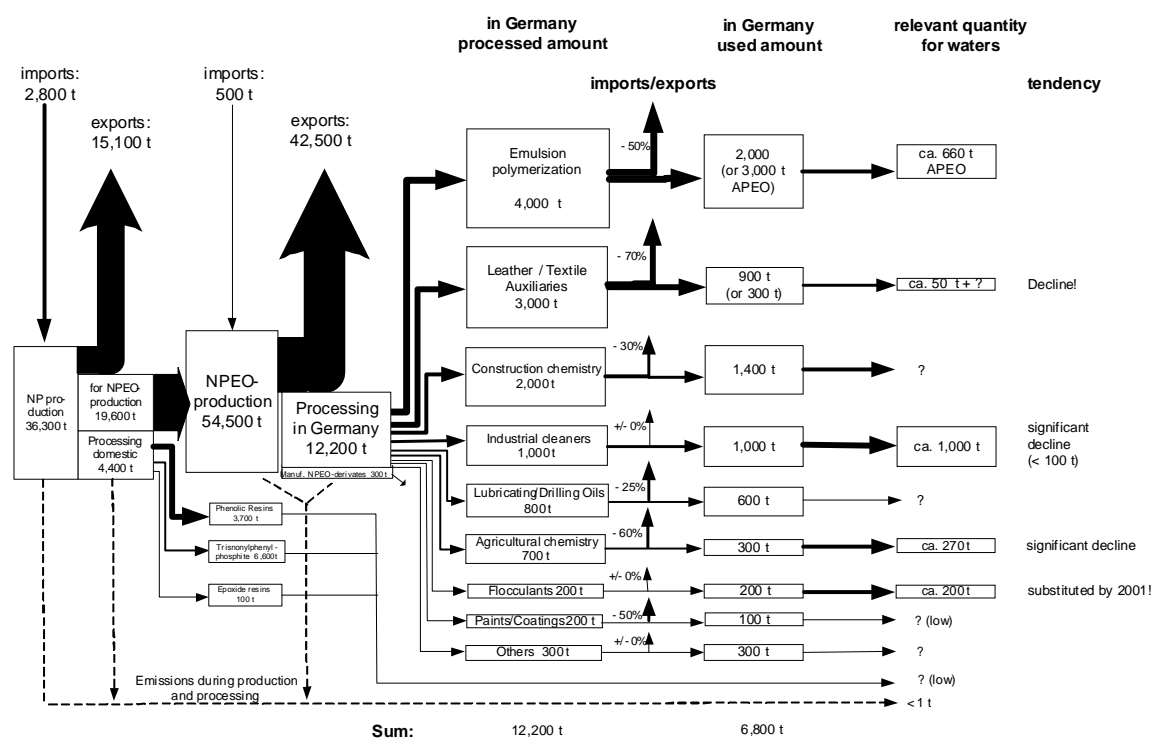 in Germany
processed amount
in Germany
used amount
relevant quantity
for waters
imports:
2,800 t
imports:
500 t
imports/exports
tendency
exports:
15,100 t
exports:
42,500 t
Emulsion
polymerization
4,000 t
- 50%
2,000
(or 3,000 t
APEO)
ca. 660 t
APEO
Leather / Textile
Auxiliaries
3,000 t
- 70%
900 t
(or 300 t)
ca. 50 t + ?
Decline!
NP pro-
duction
36,300 t
for NPEO-
production
19,600 t
Processing
domestic
4,400 t
NPEO-
production
54,500 t
Processing
in Germany
12,200 t
Manuf. NPEO-derivates 300 t
Construction chemistry
2,000 t
- 30%
1,400 t
?
Industrial cleaners
1,000 t
+/- 0%
1,000 t
ca. 1,000 t
significant
decline
(< 100 t)
Lubricating/Drilling Oils
800 t
- 25%
600 t
?
Phenolic Resins
3,700 t
Trisnonylphenyl-
phosphite 6,600 t
Epoxide resins
100 t
Agricultural chemistry
700 t
- 60%
300 t
ca. 270 t
significant decline
Flocculants 200 t
+/- 0%
200 t
ca. 200 t
substituted by 2001!
Paints/Coatings 200 t
- 50%
100 t
? (low)
Others 300 t
+/- 0%
300 t
?
Emissions during production
and processing
? (low)
< 1 t
Sum:
12,200 t
6,800 t